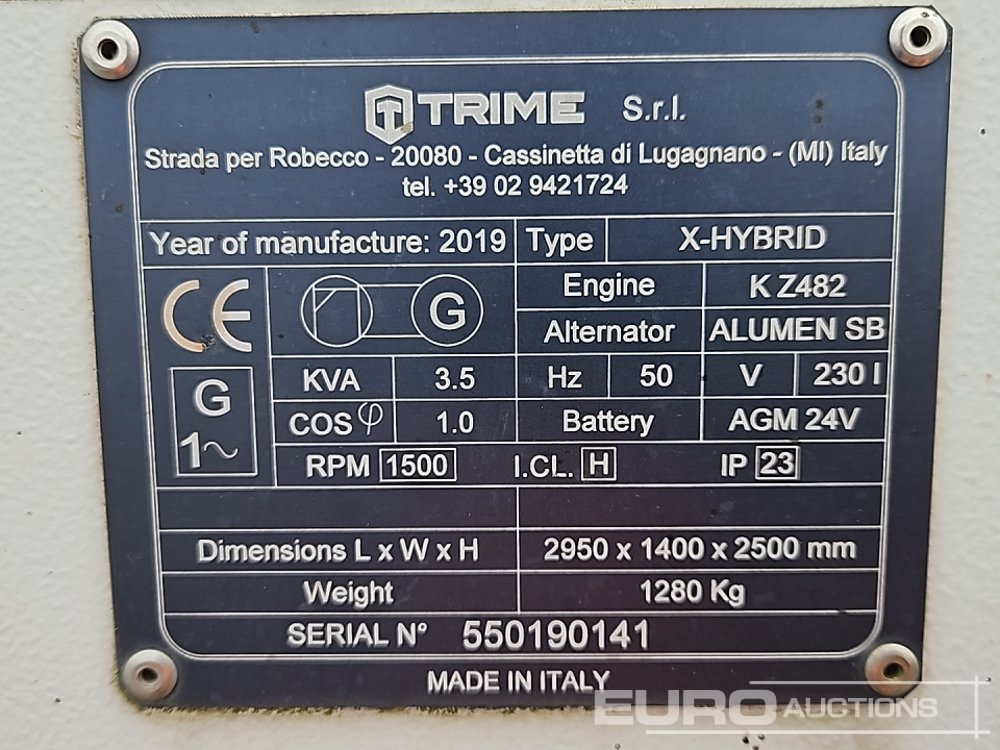 TRIME S.r.l.
Strada per Robecco - 20080 - Cassinetta di Lugagnano - (MI) Italy
tel. +39 02 9421724
Year of manufacture: 2019 Type X-HYBRID
CE G Engine K Z482
Alternator ALUMEN SB
G 1~ KVA 3.5 Hz 50 V 230 I
COS φ 1.0 Battery AGM 24V
RPM 1500 I.CL. H IP 23
Dimensions L x W x H 2950 x 1400 x 2500 mm
Weight 1280 Kg
SERIAL N° 550190141
MADE IN ITALY
EURO AUCTIONS